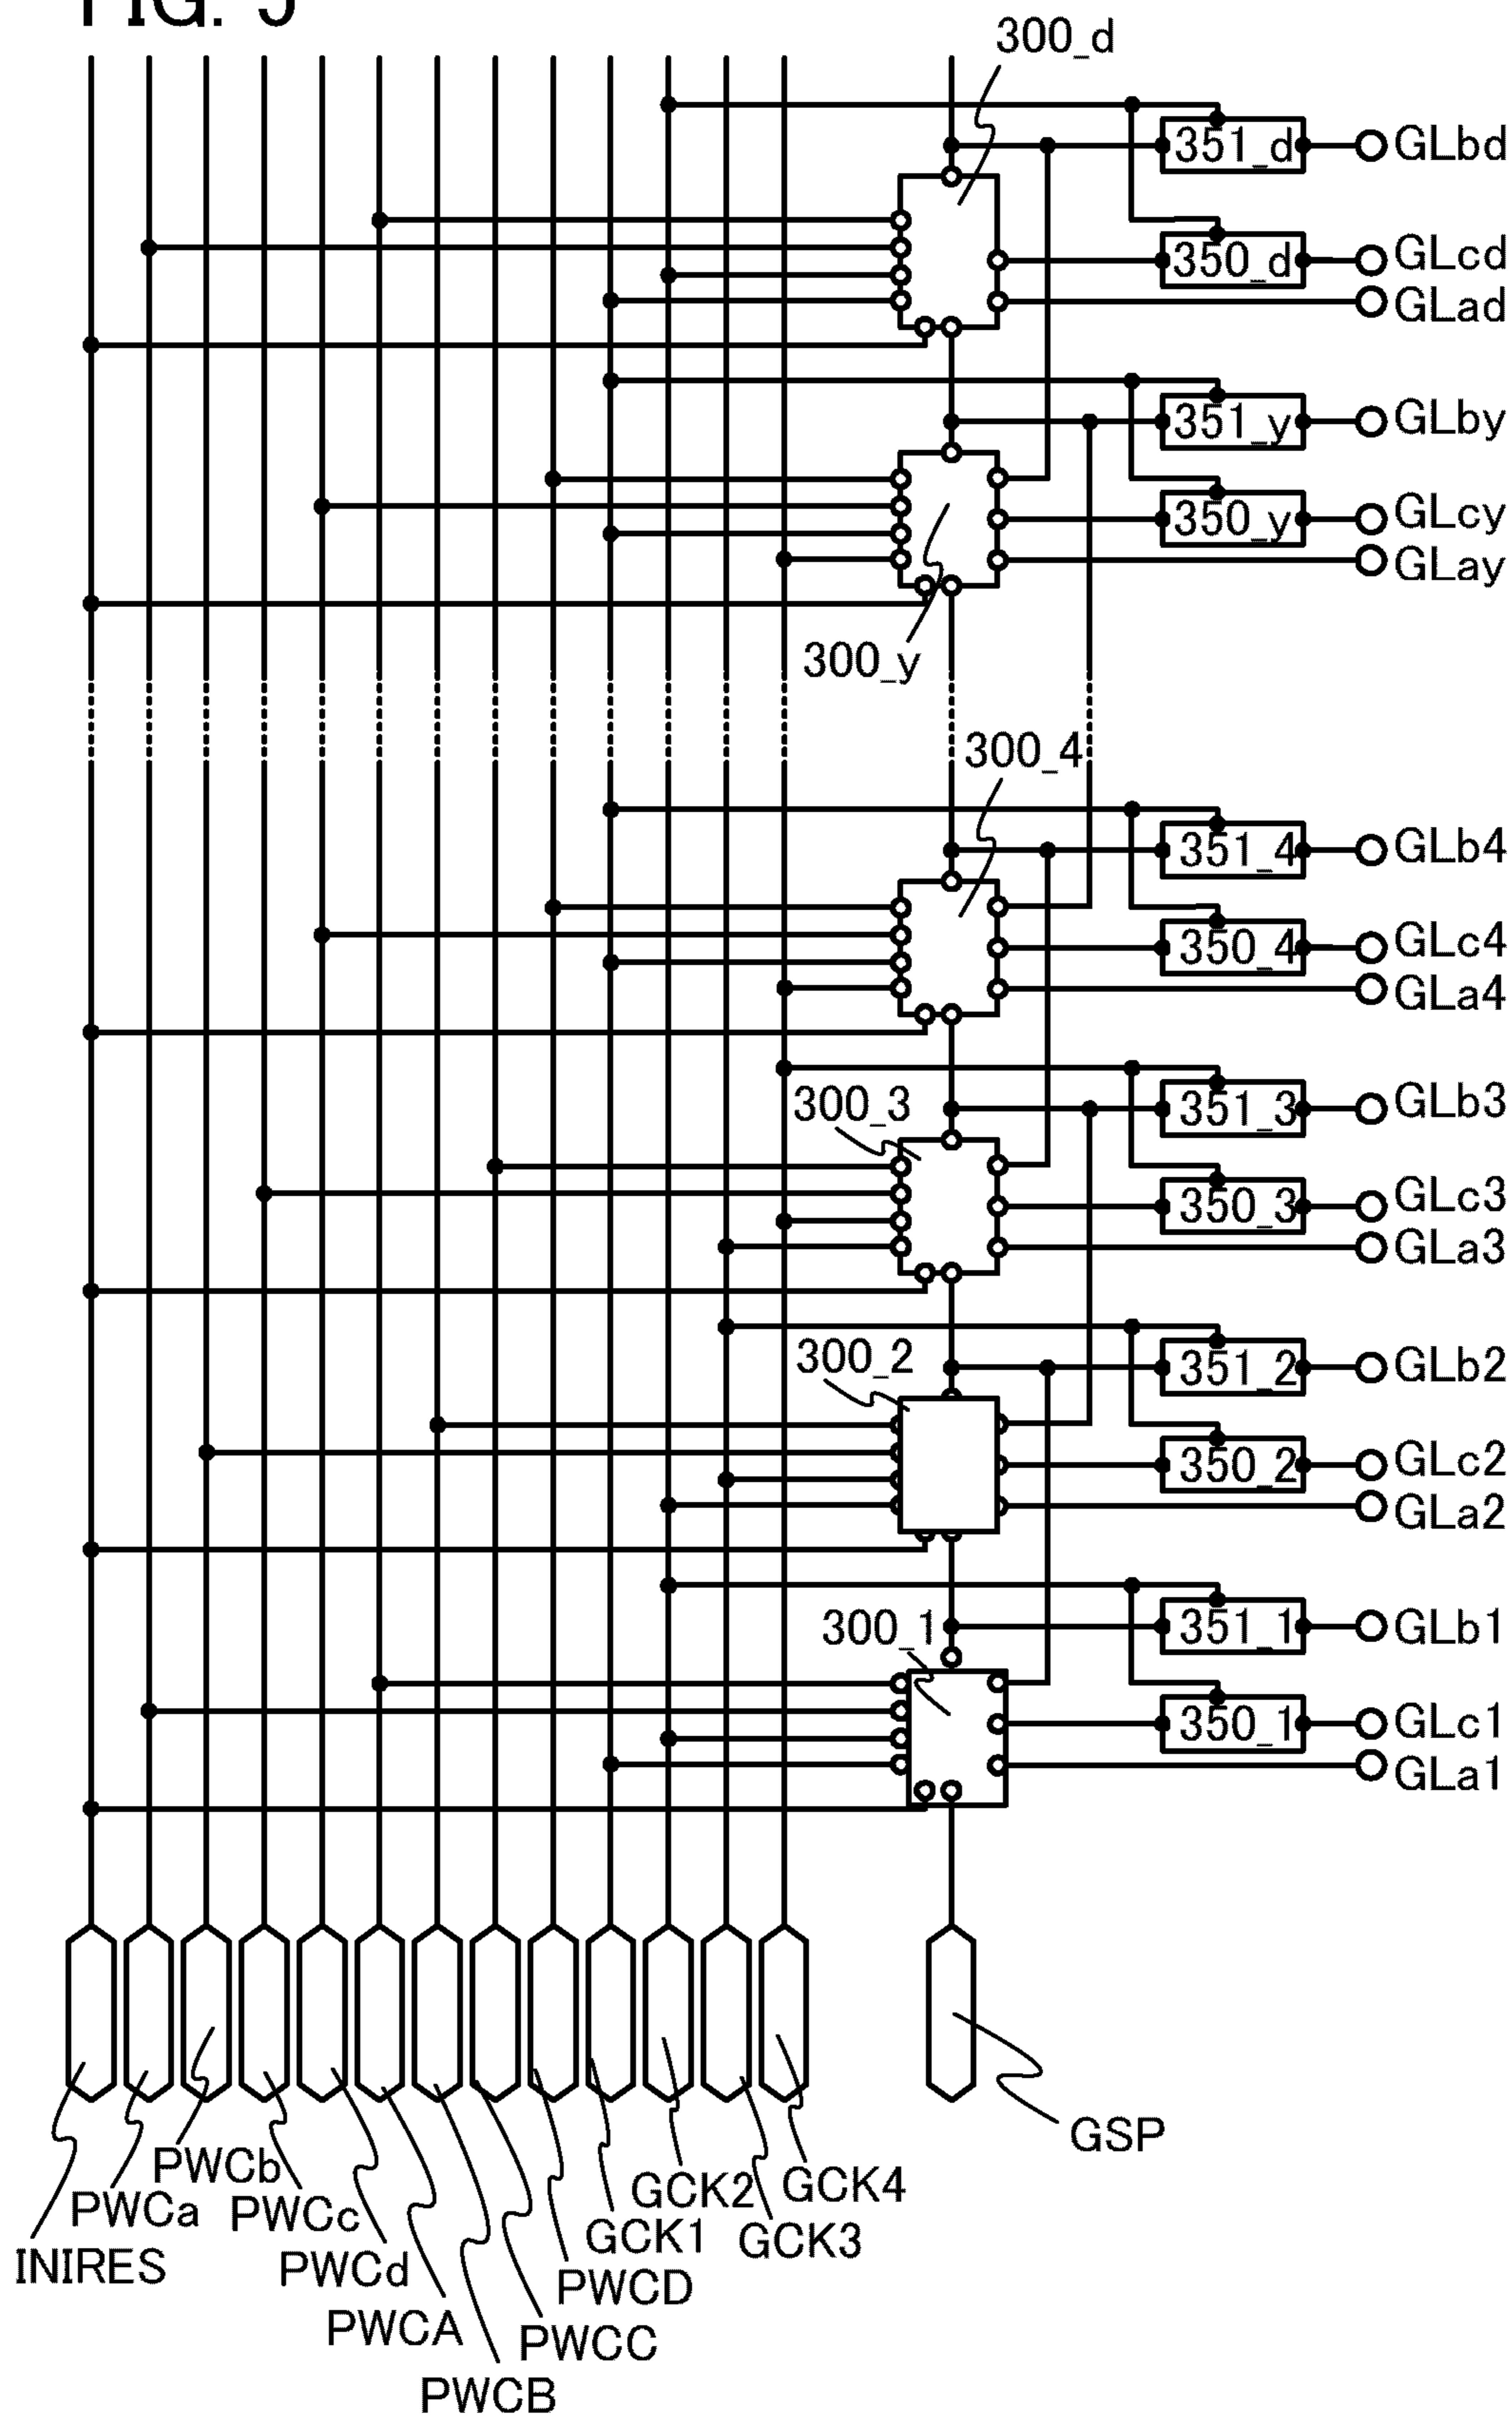 FIG. 5
300_d
351_d
GLbd
350_d
GLcd
GLad
351_y
GLby
350_y
GLcy
GLay
300_y
300_4
351_4
GLb4
350_4
GLc4
GLa4
300_3
351_3
GLb3
350_3
GLc3
GLa3
300_2
351_2
GLb2
350_2
GLc2
GLa2
300_1
351_1
GLb1
350_1
GLc1
GLa1
GSP
PWCb
GCK2
GCK4
PWCa
PWCc
GCK1
GCK3
INIRES
PWCd
PWCD
PWCA
PWCC
PWCB